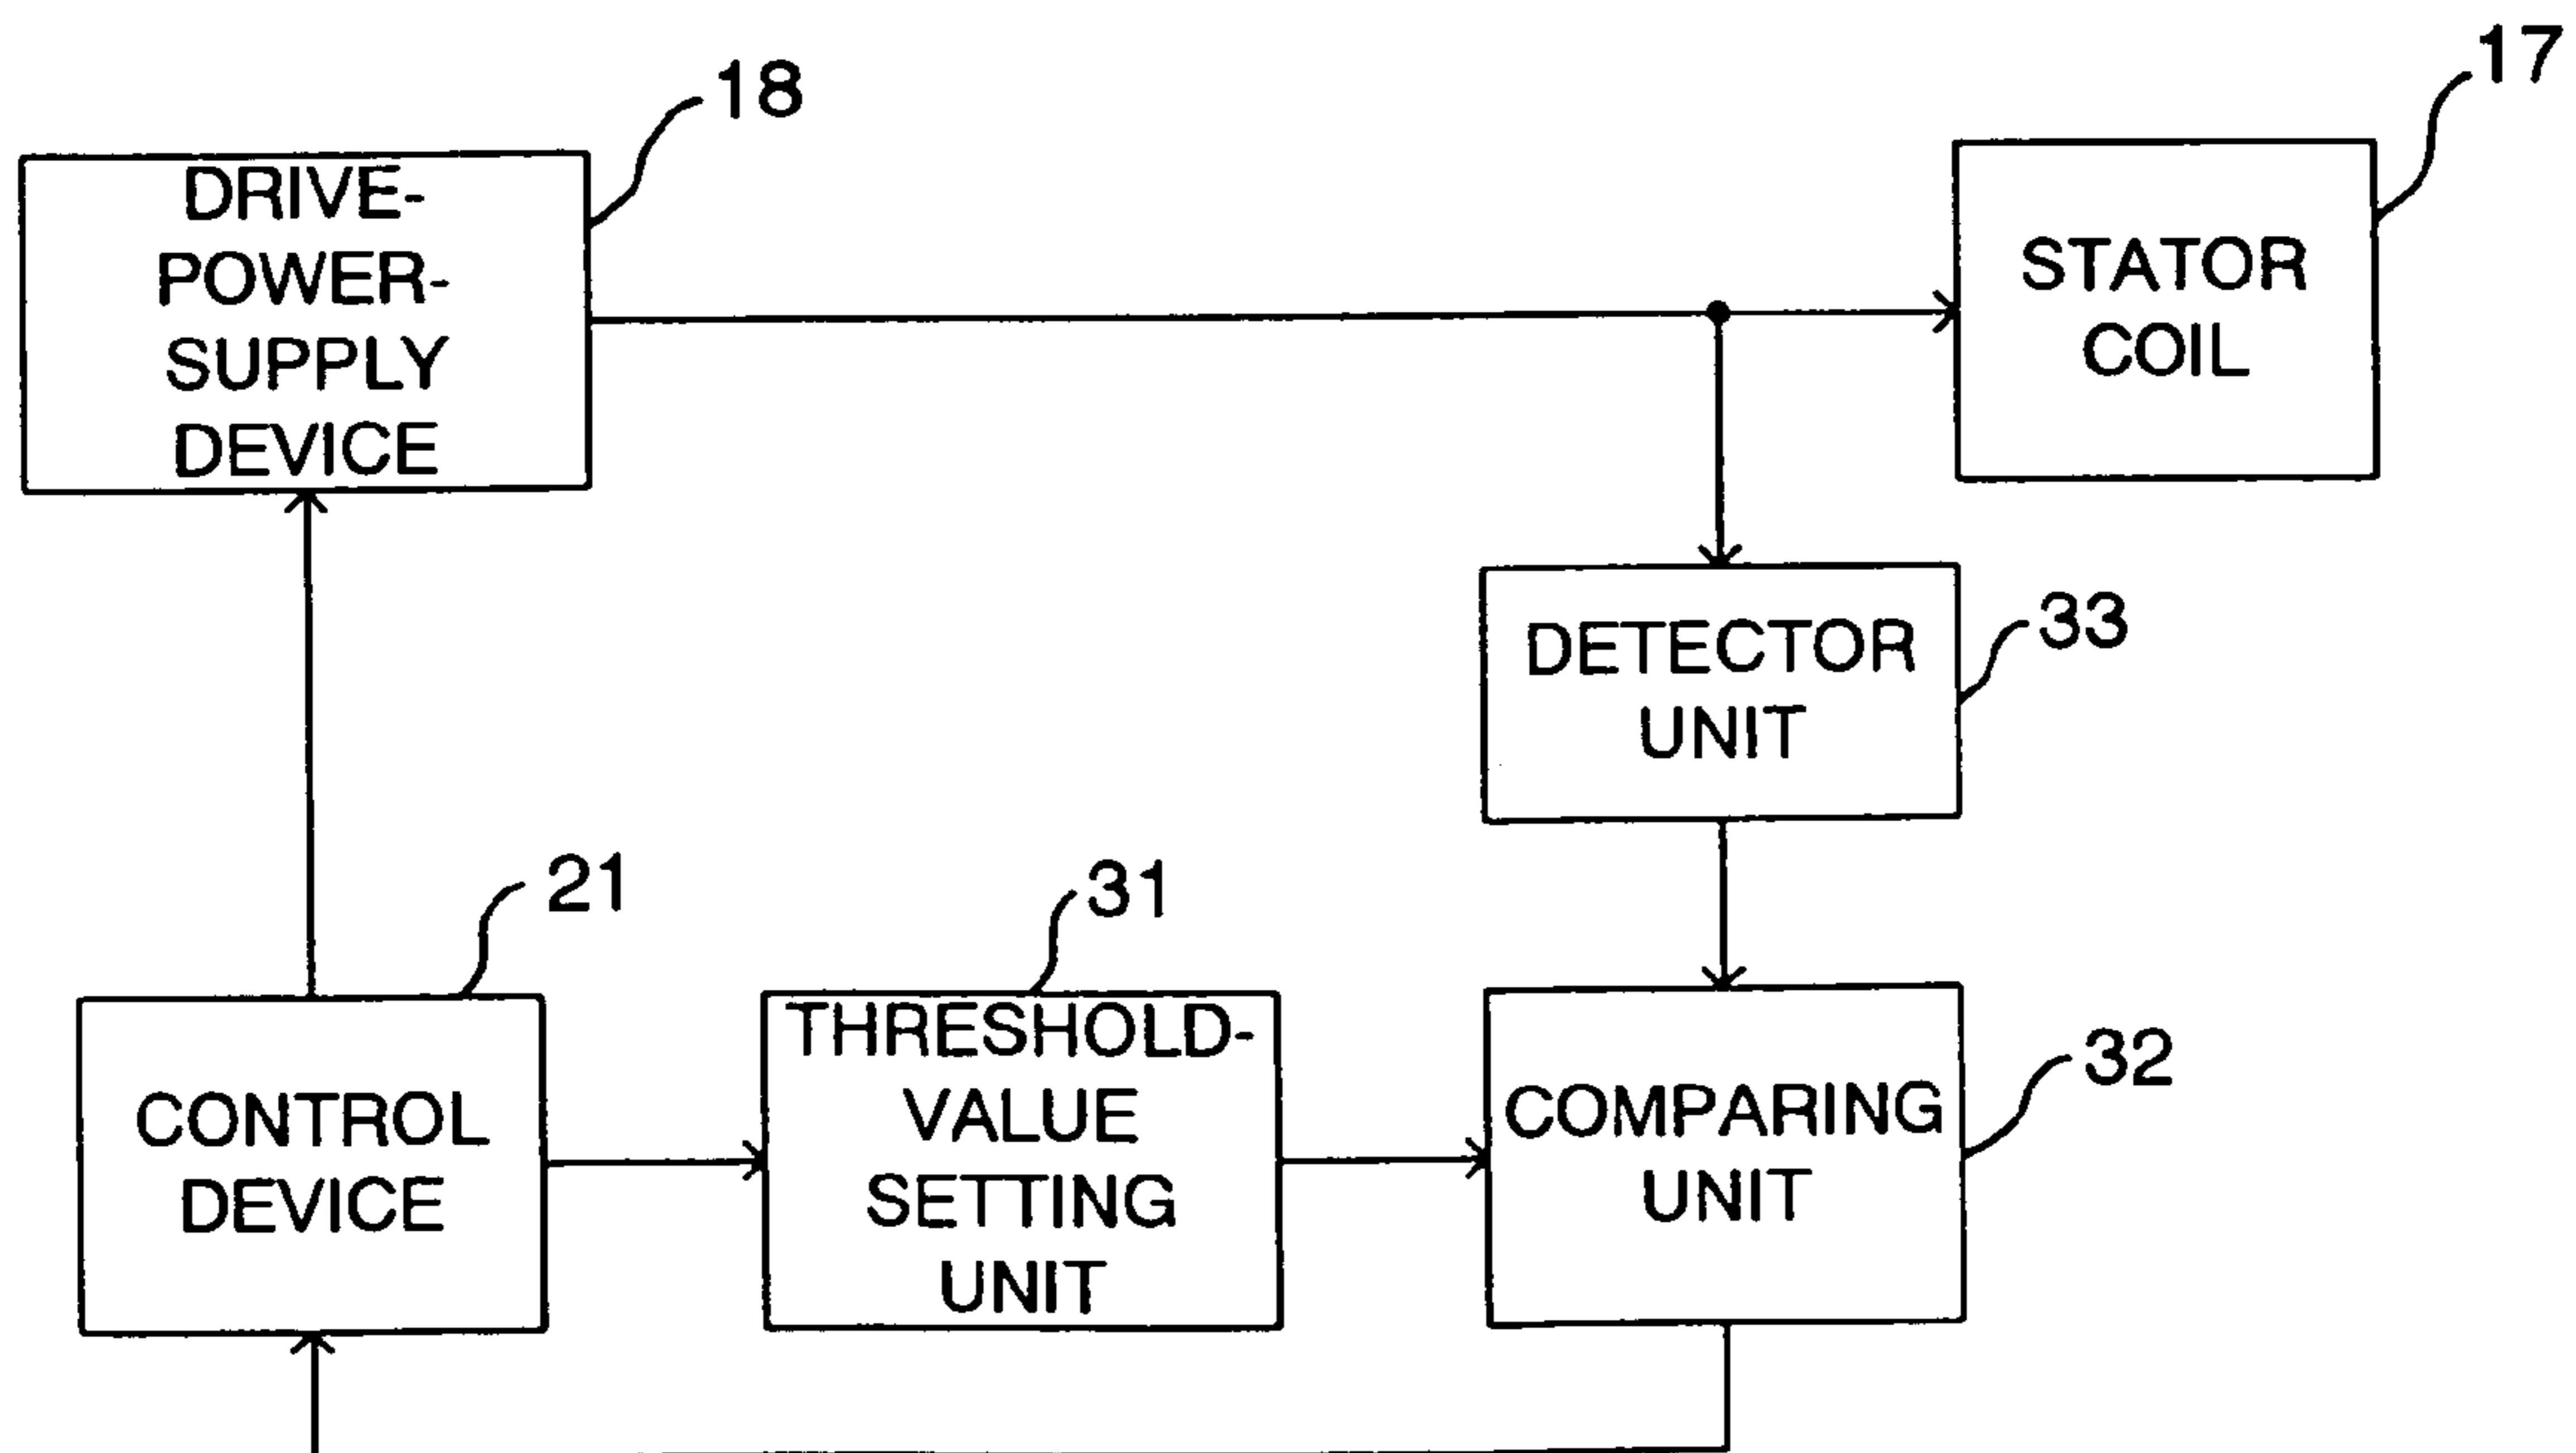 18
17
DRIVE-
POWER-
SUPPLY
DEVICE
STATOR
COIL
33
DETECTOR
UNIT
21
31
32
CONTROL
DEVICE
THRESHOLD-
VALUE
SETTING
UNIT
COMPARING
UNIT